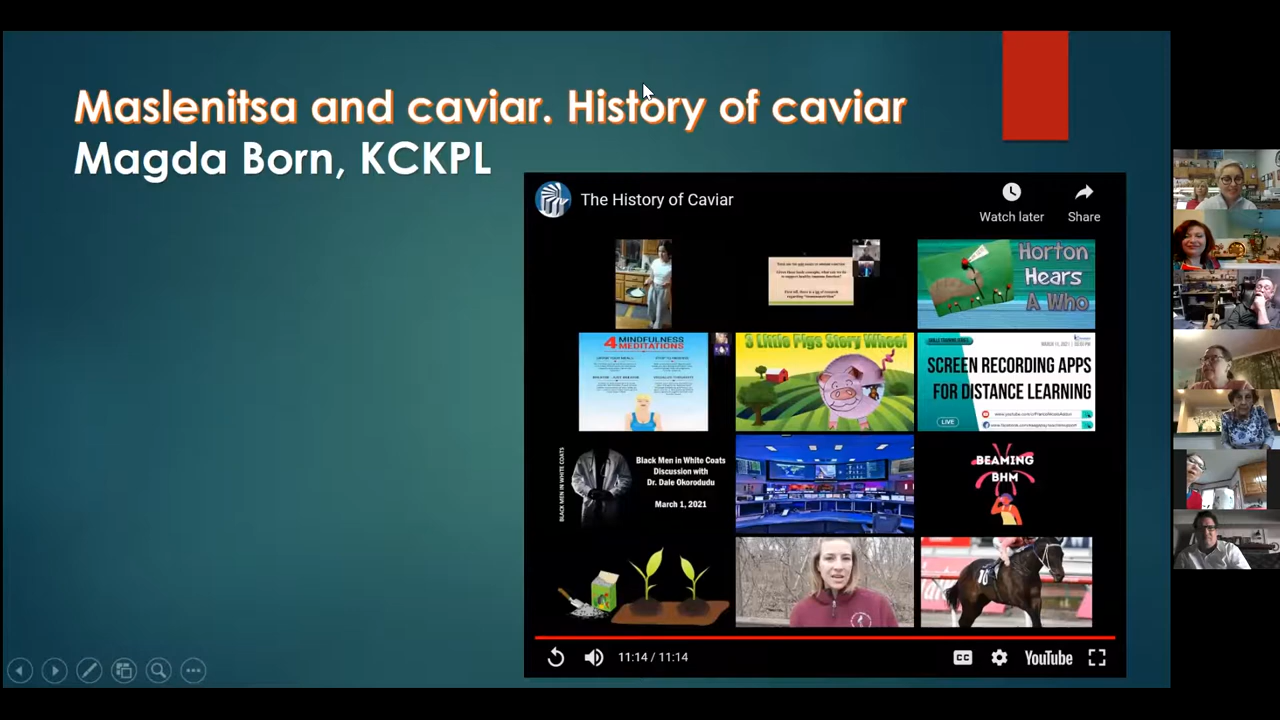 Maslenitsa and caviar. History of caviar
Magda Born, KCKPL
The History of Caviar
Watch later
Share
Horton
Hears
A Who
4 MINDFULNESS
MEDITATIONS
3 Little Pigs Story Wheel
SCREEN RECORDING APPS
FOR DISTANCE LEARNING
LIVE
BLACK MEN IN WHITE COATS
Black Men in White Coats
Discussion with
Dr. Dale Okorodudu
March 1, 2021
BEAMING
BHM
16
11:14 / 11:14
CC
YouTube